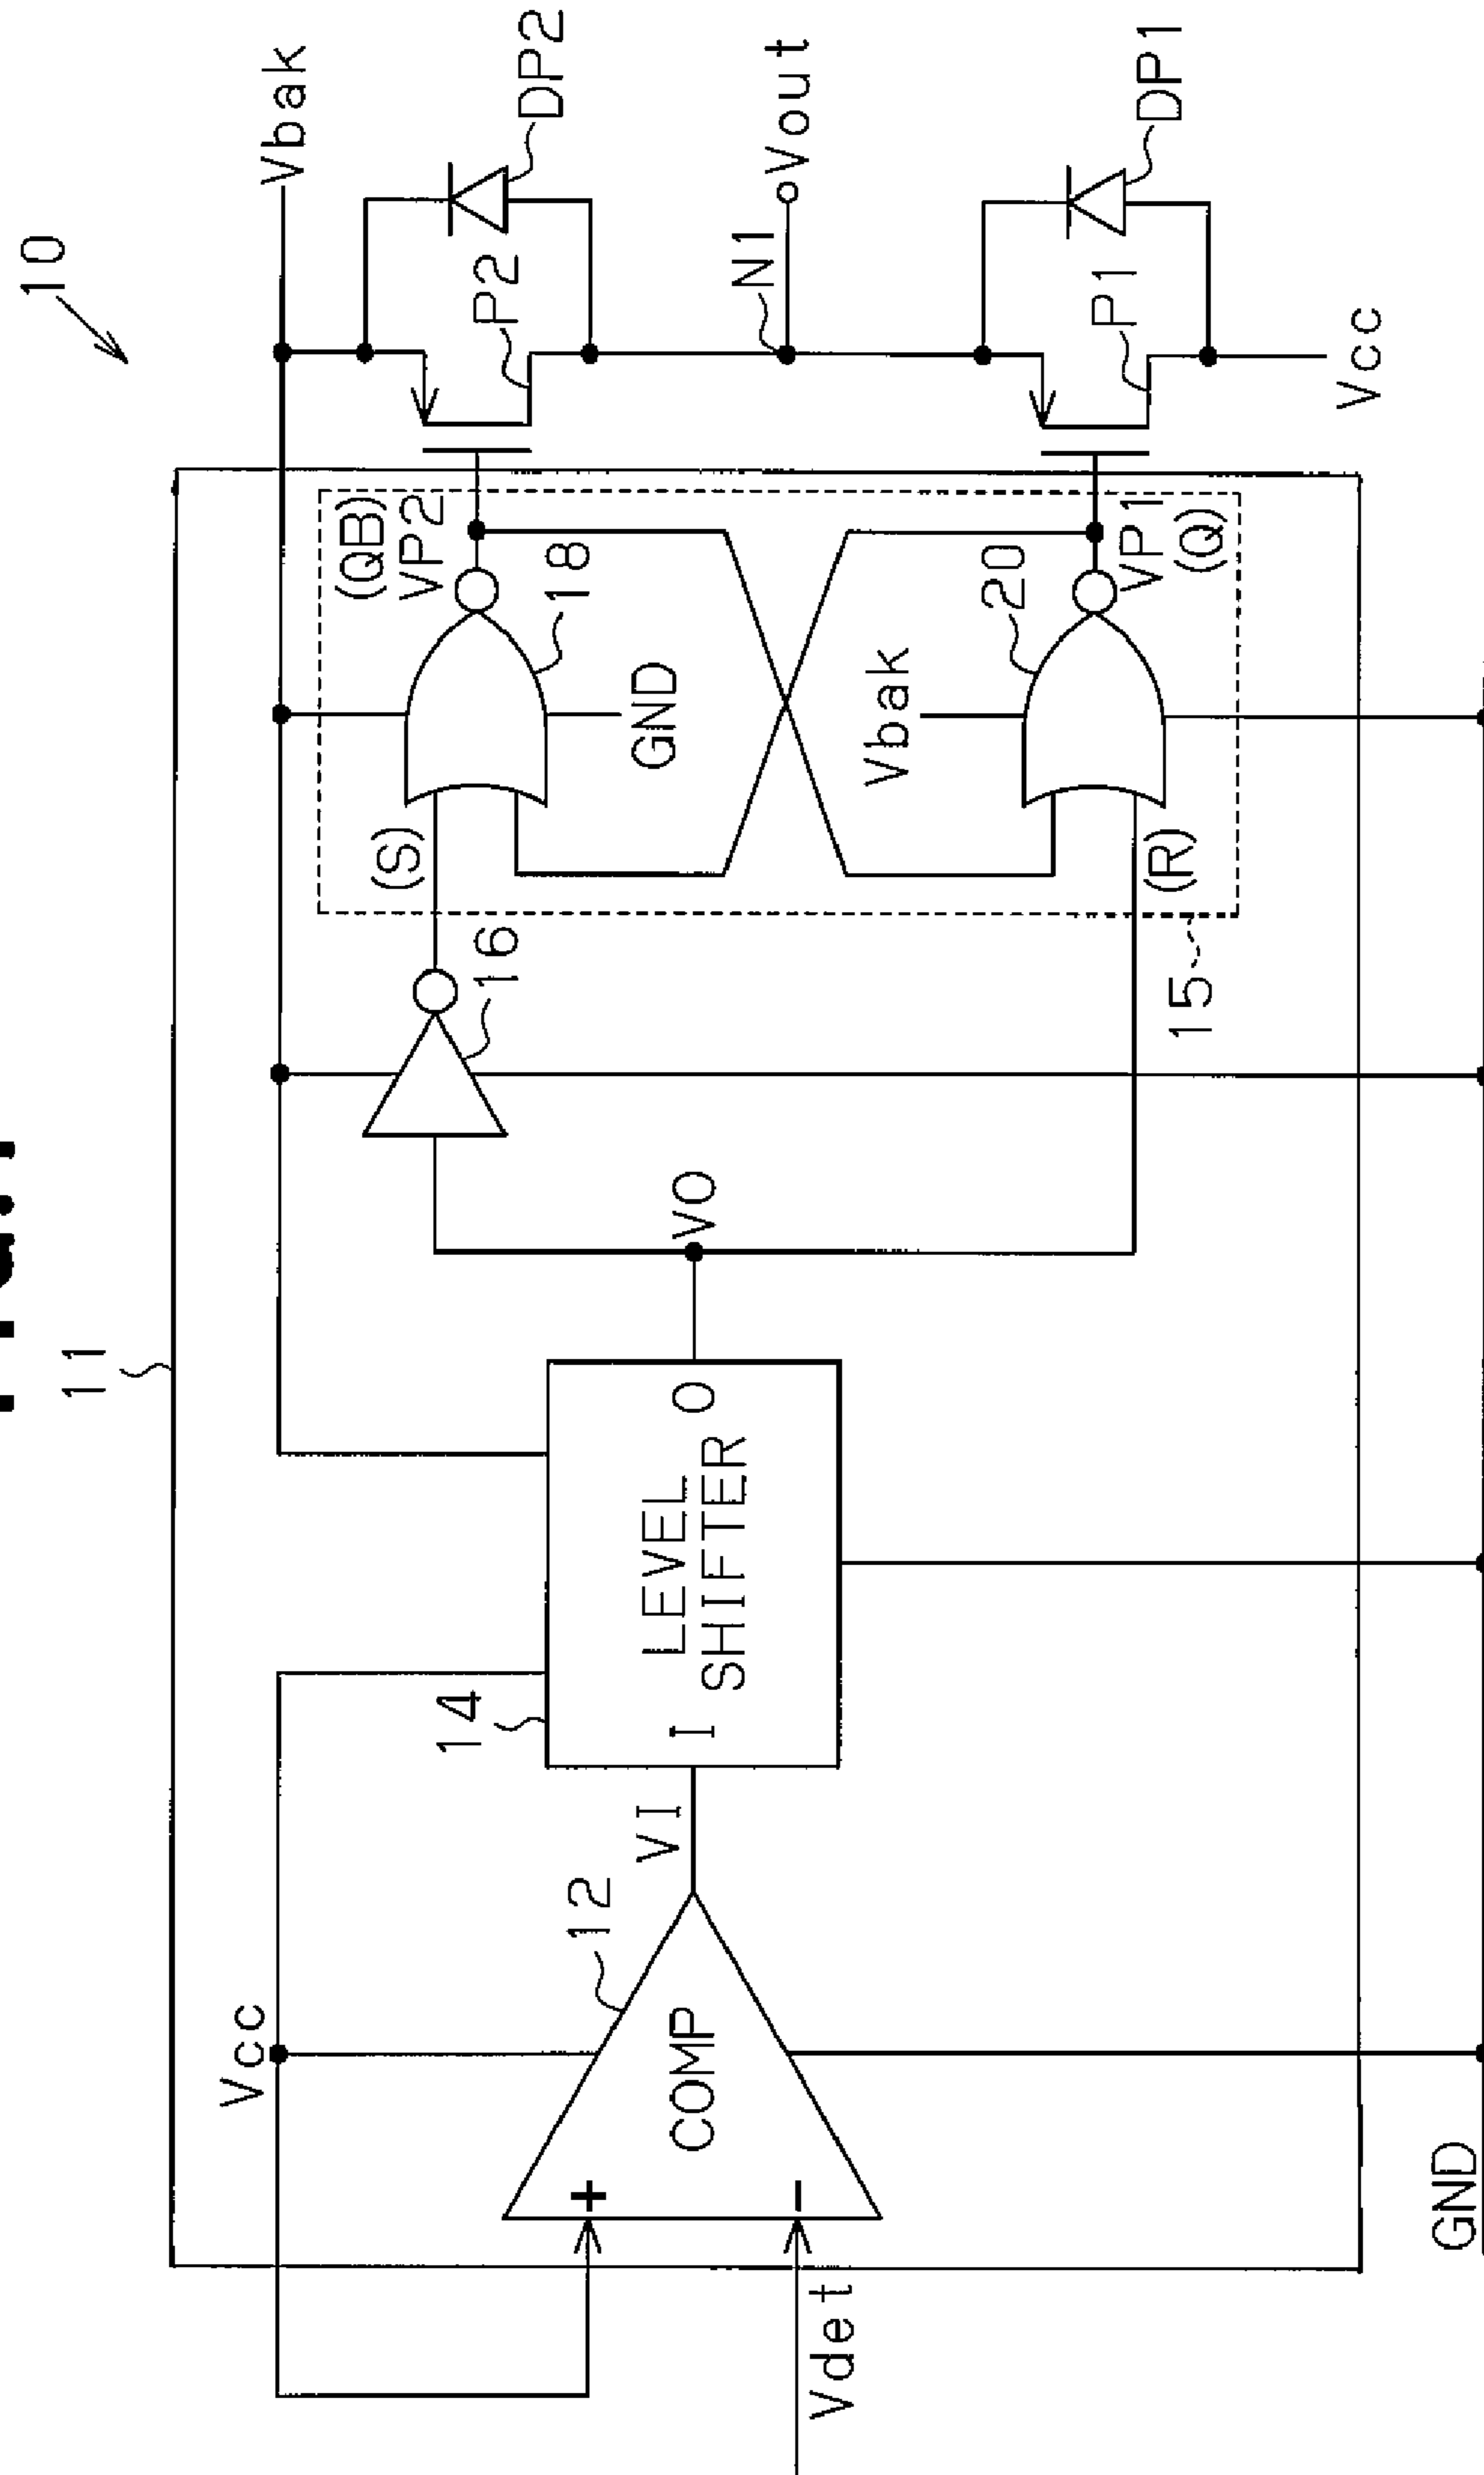 10
11
Vbak
Vcc
DP2
P2
(QB)
VP2
18
(S)
16
GND
N1
Vout
VO
14
LEVEL
SHIFTER
I
O
VI
12
COMP
+
-
Vdet
Vbak
20
VP1
(Q)
(R)
15
P1
DP1
Vcc
GND